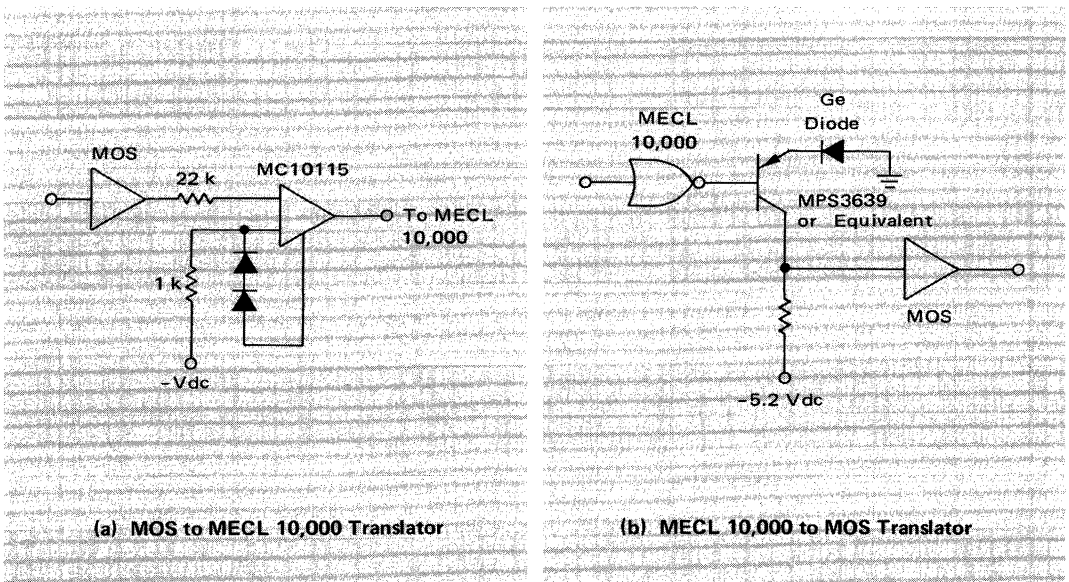 MOS
22 k
MC10115
To MECL
10,000
1 k
–Vdc
(a) MOS to MECL 10,000 Translator
Ge
Diode
MECL
10,000
MPS3639
or Equivalent
MOS
–5.2 Vdc
(b) MECL 10,000 to MOS Translator